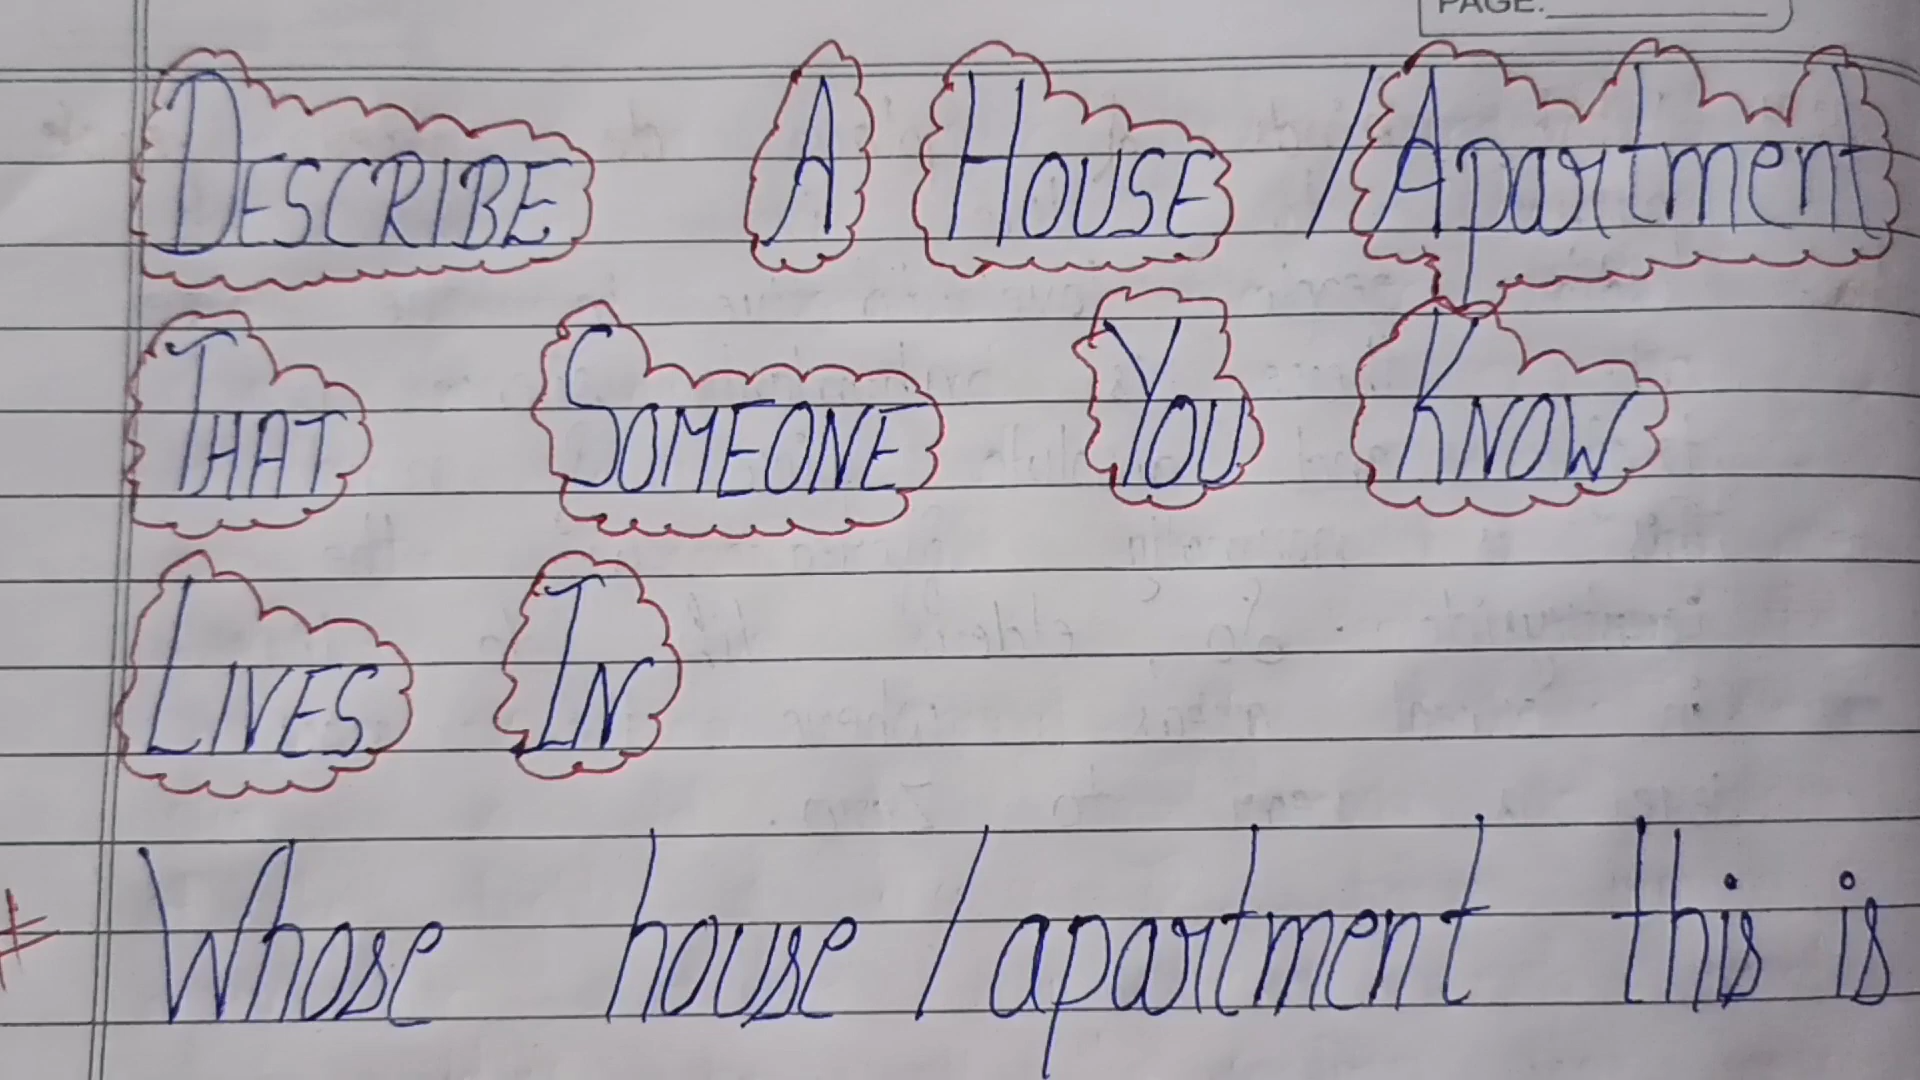 PAGE:
DESCRIBE A HOUSE / Apartment
THAT SOMEONE YOU KNOW
LIVES IN
# Whose house / apartment this is